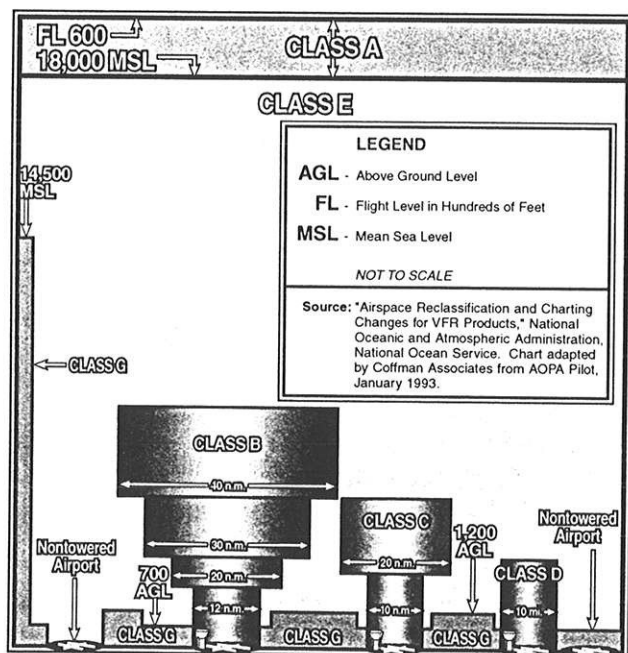 FL 600
18,000 MSL
CLASS A
CLASS E
LEGEND
AGL - Above Ground Level
FL - Flight Level in Hundreds of Feet
MSL - Mean Sea Level
NOT TO SCALE
Source: "Airspace Reclassification and Charting
Changes for VFR Products," National
Oceanic and Atmospheric Administration,
National Ocean Service. Chart adapted
by Coffman Associates from AOPA Pilot,
January 1993.
14,500
MSL
CLASS G
CLASS B
40 n.m.
30 n.m.
20 n.m.
12 n.m.
CLASS C
20 n.m.
10 n.m.
CLASS D
10 mi.
Nontowered
Airport
700
AGL
1,200
AGL
Nontowered
Airport
CLASS G
CLASS G
CLASS G